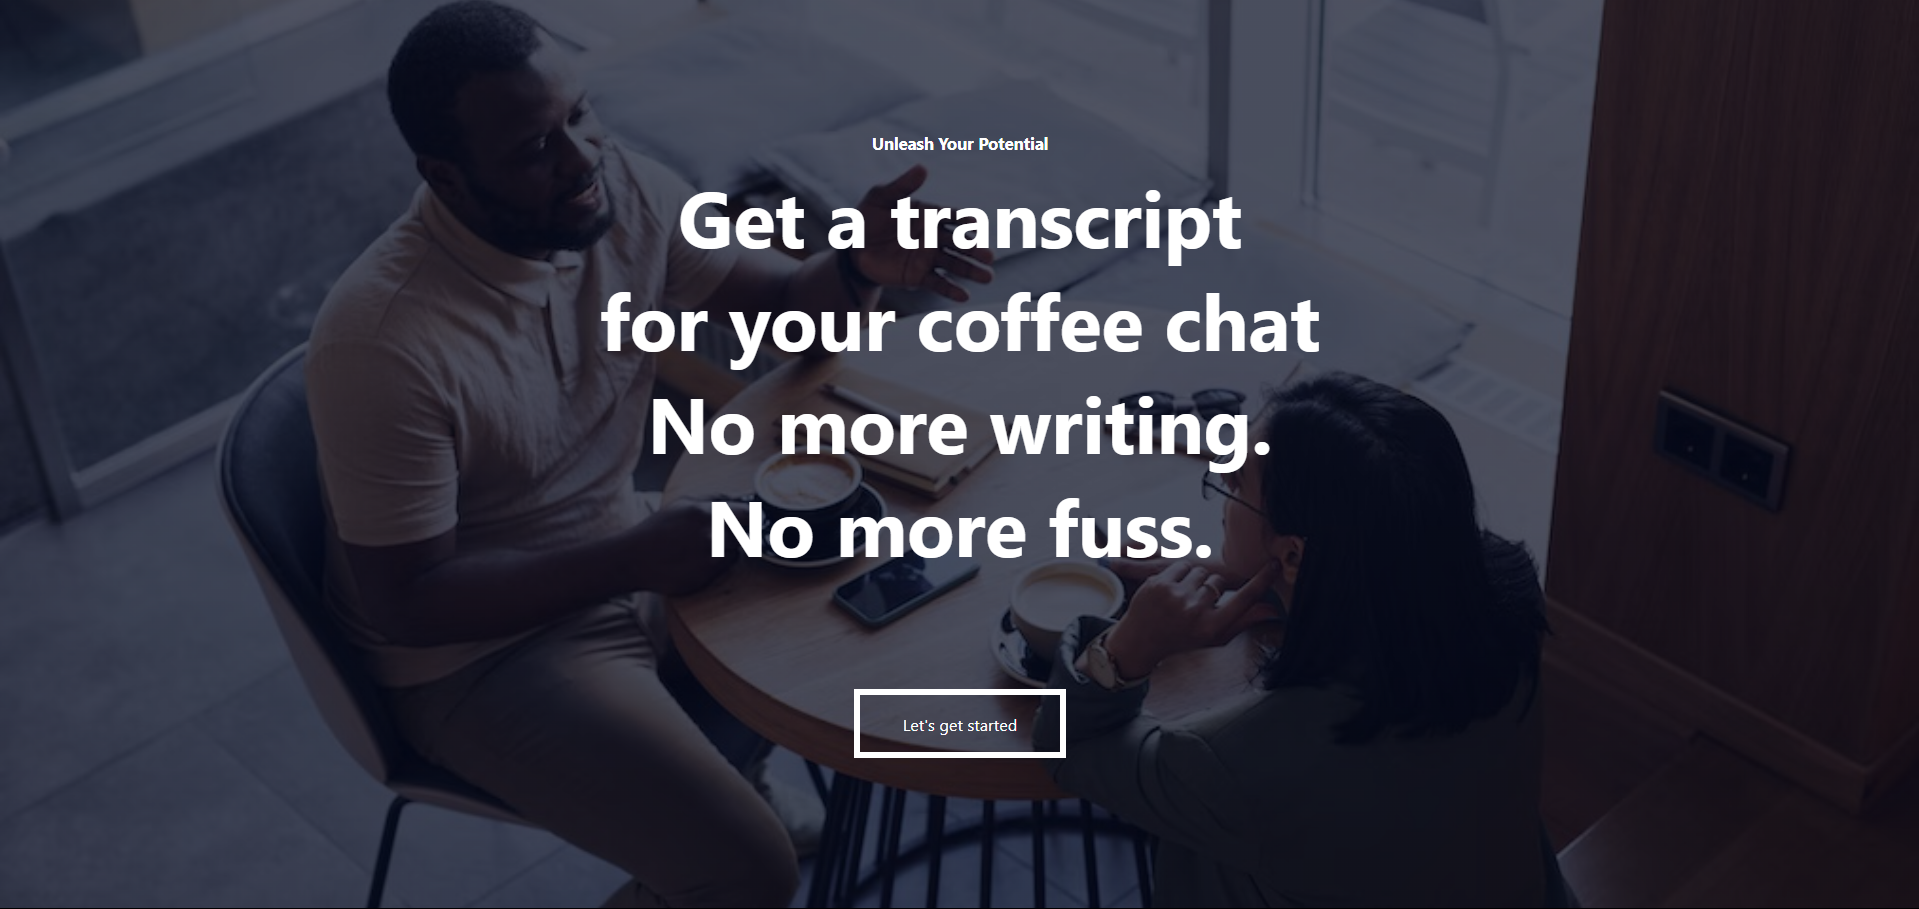 Unleash Your Potential
Get a transcript
for your coffee chat
No more writing.
No more fuss.
Let's get started